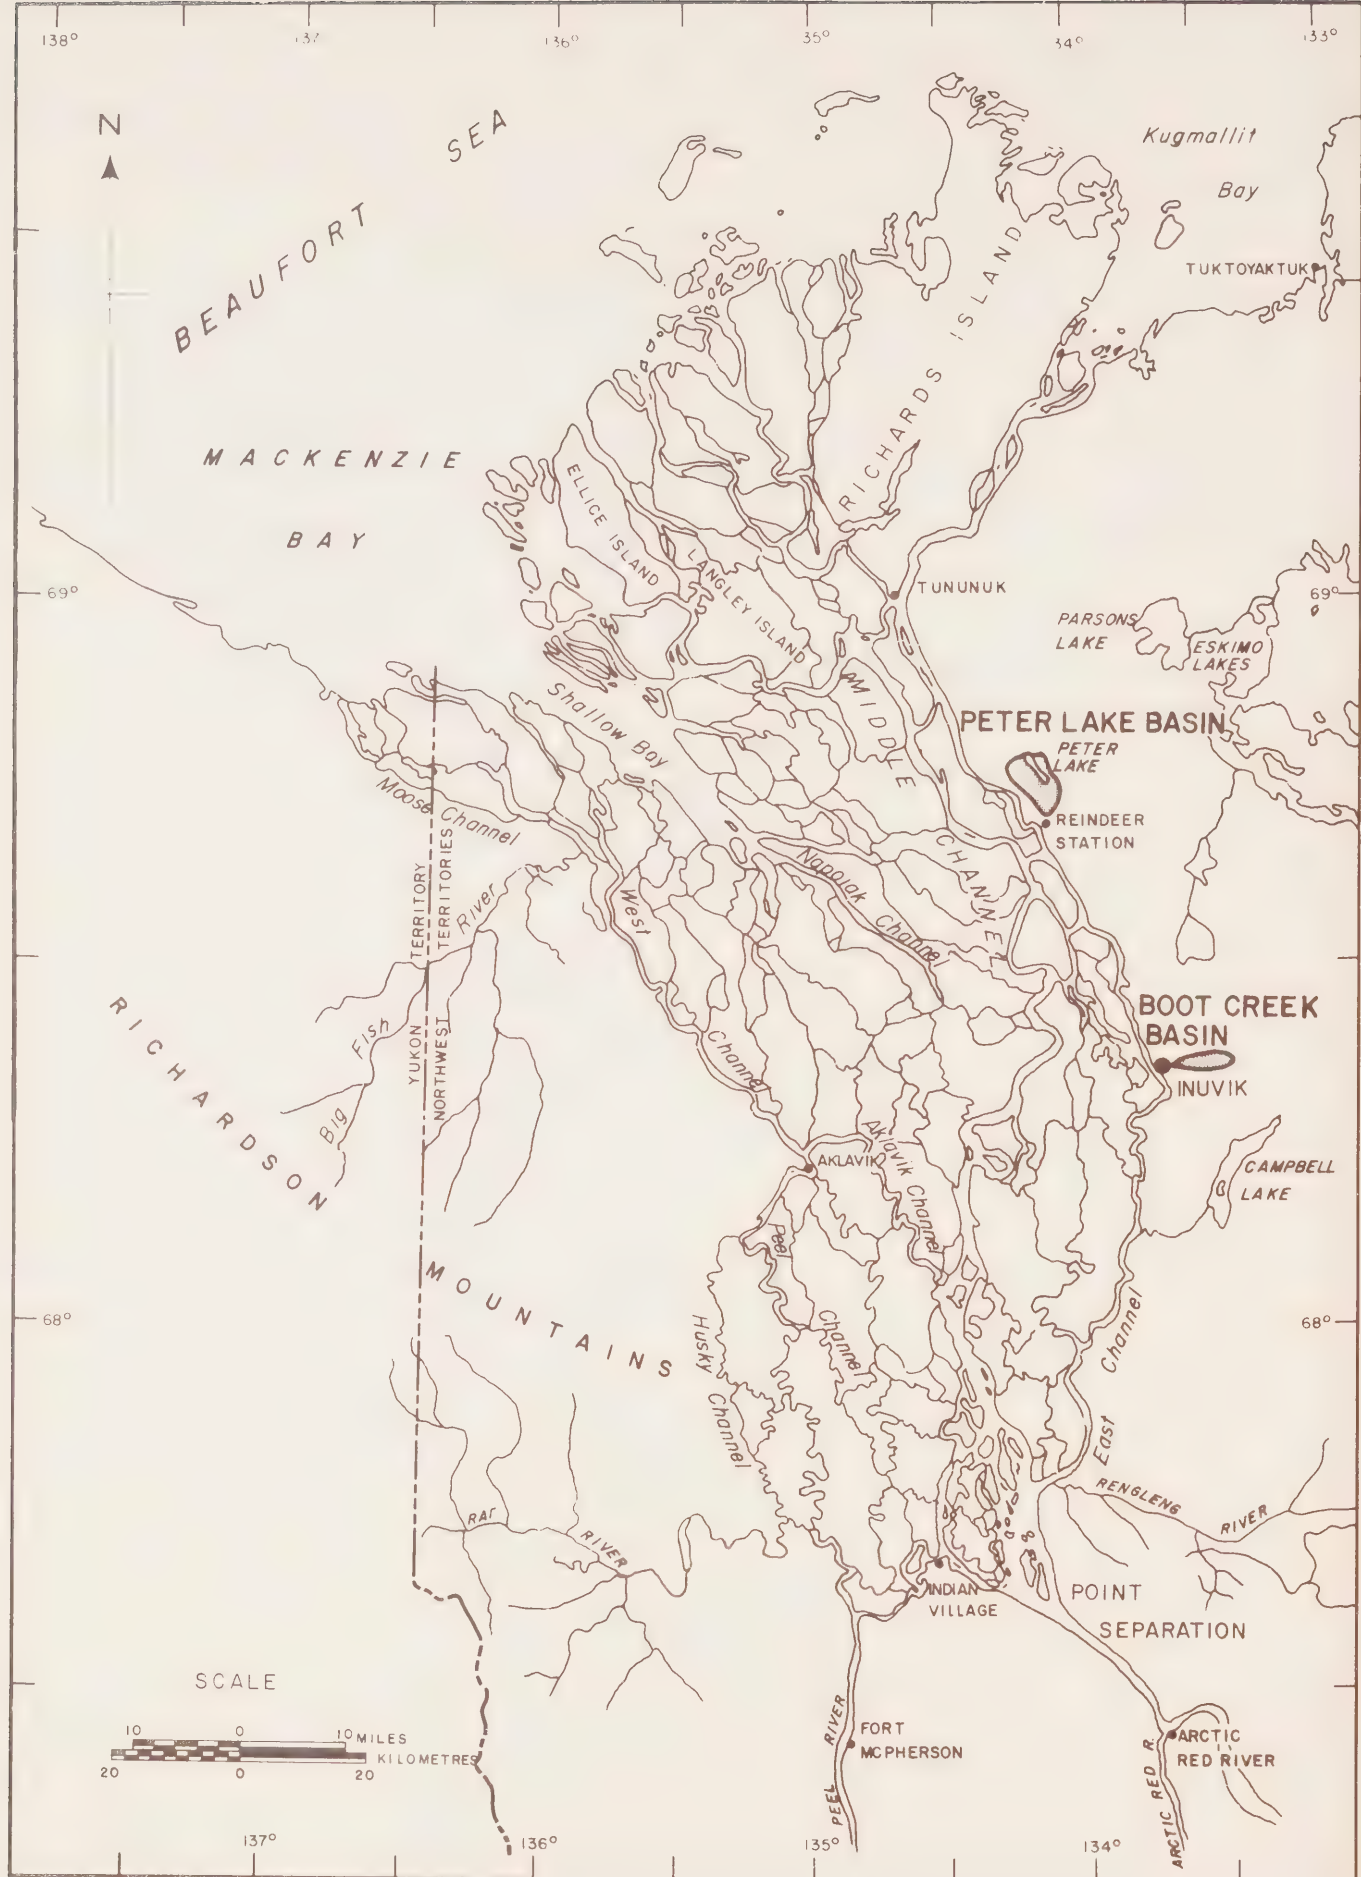 138° 137 136° 135° 134° 133°
N
BEAUFORT SEA
Kugmallit
Bay
TUKTOYAKTUK
RICHARDS ISLAND
MACKENZIE
BAY
ELLICE ISLAND
LANGLEY ISLAND
69°
TUNUNUK
69°
PARSONS
LAKE
ESKIMO
LAKES
Shallow Bay
MIDDLE CHANNEL
PETER LAKE BASIN
PETER
LAKE
Moose Channel
REINDEER
STATION
YUKON TERRITORY
NORTHWEST TERRITORIES
Big Fish River
West Channel
Napoiak Channel
BOOT CREEK
BASIN
INUVIK
RICHARDSON MOUNTAINS
AKLAVIK
Aklavik Channel
CAMPBELL
LAKE
Peel Channel
Husky Channel
68°
68°
East Channel
RENGLENG RIVER
RAT RIVER
INDIAN
VILLAGE
POINT
SEPARATION
SCALE
10 0 10 MILES
KILOMETRES
20 0 20
PEEL RIVER
FORT
MCPHERSON
ARCTIC RED R.
ARCTIC
RED RIVER
137° 136° 135° 134°